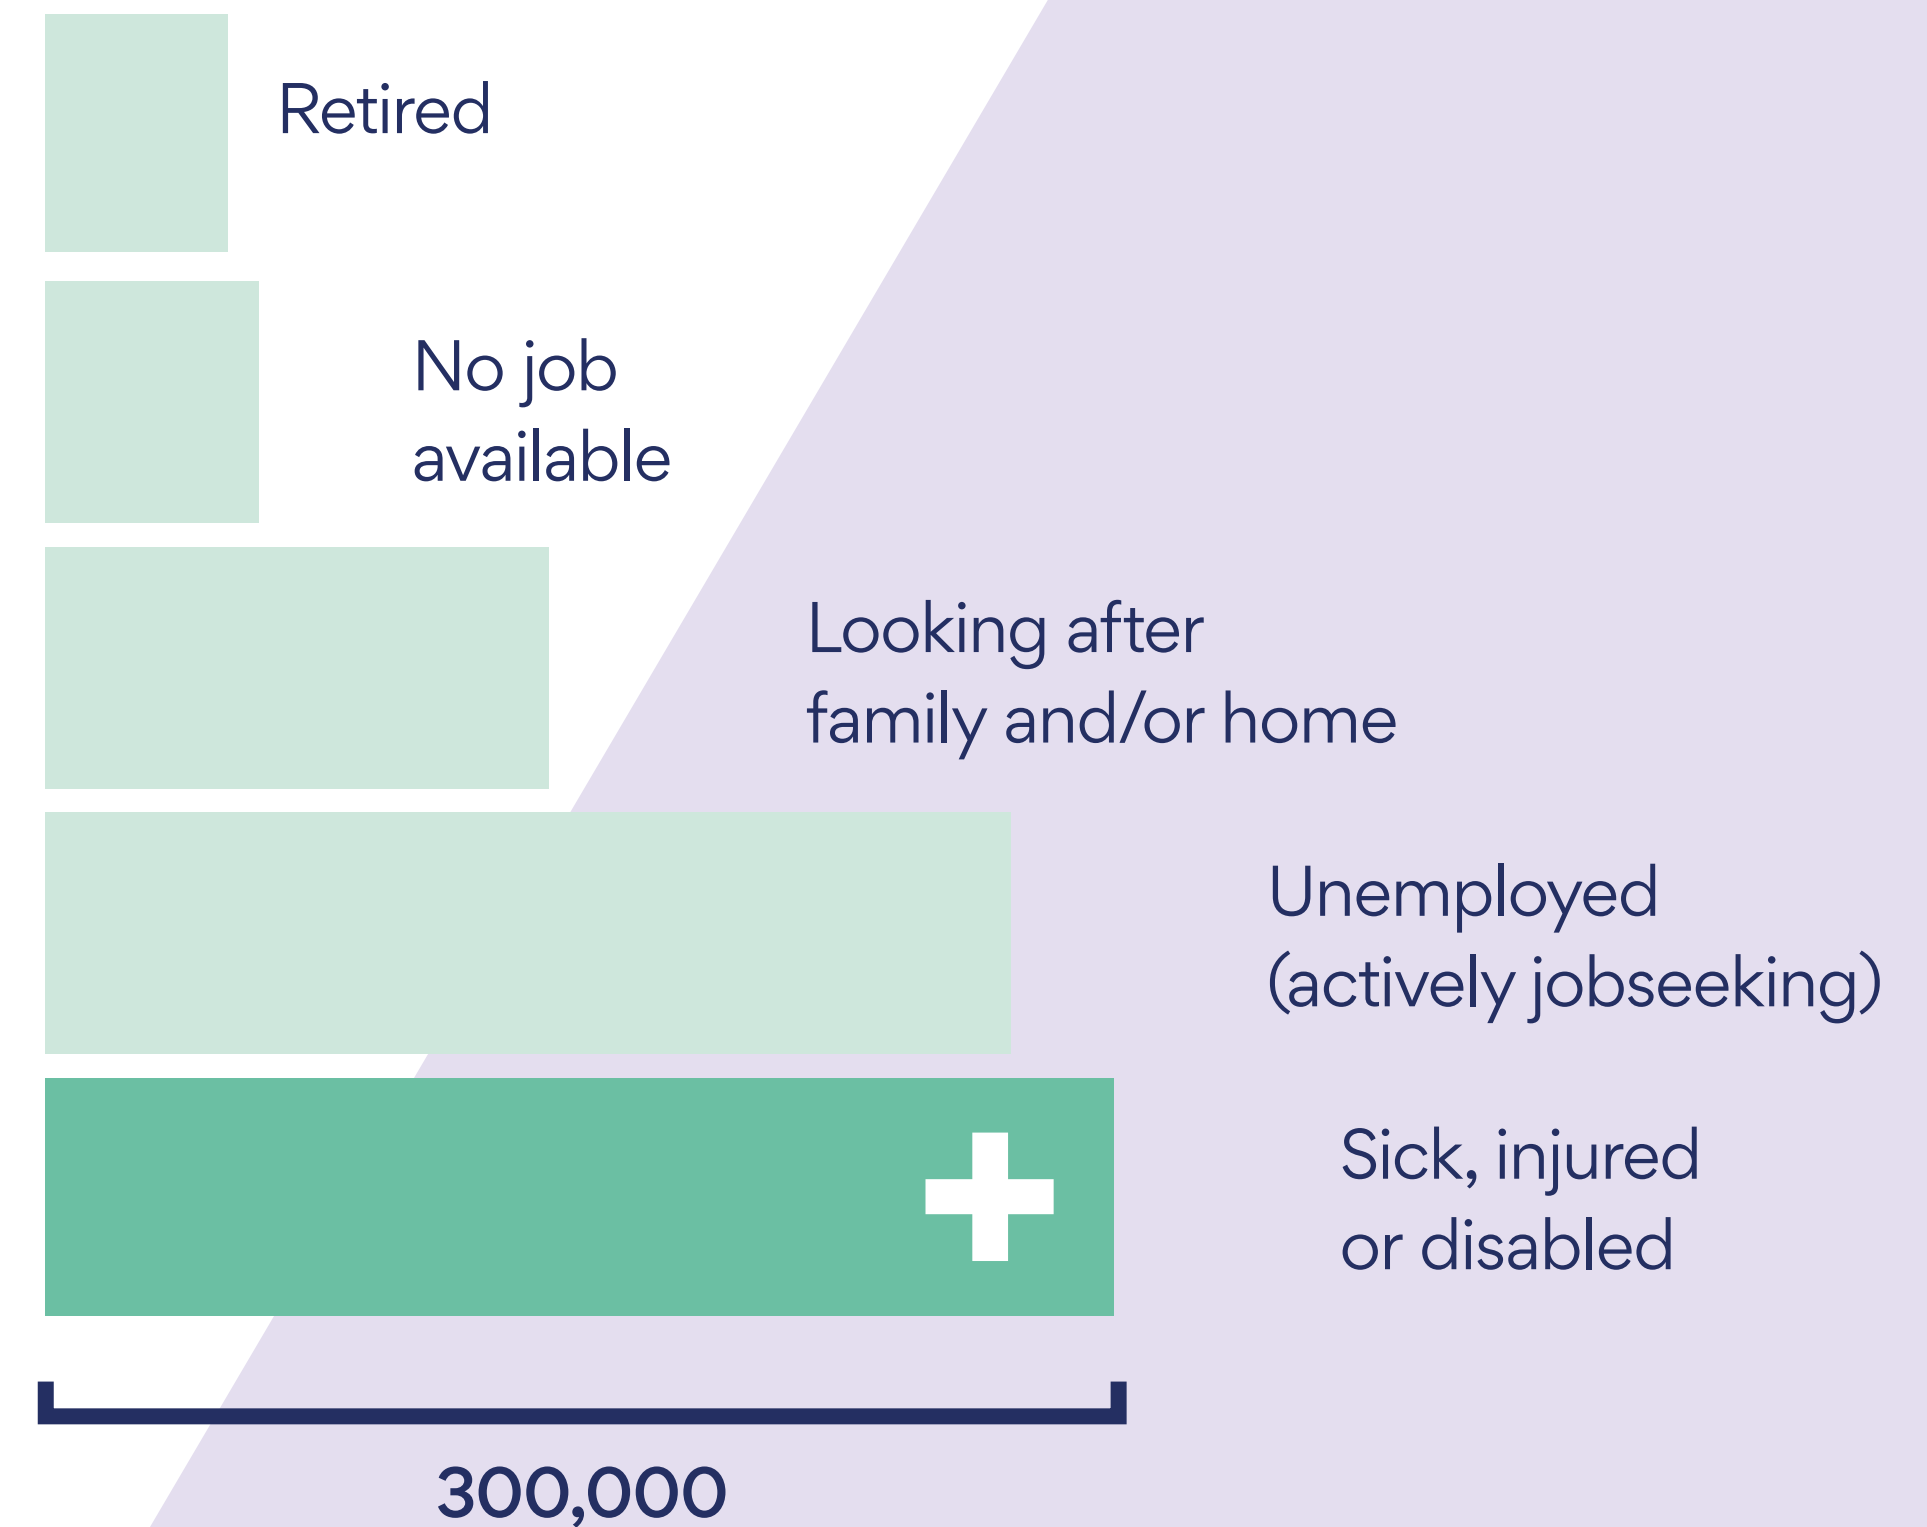 Retired
No job
available
Looking after
family and/or home
Unemployed
(actively jobseeking)
Sick, injured
or disabled
300,000